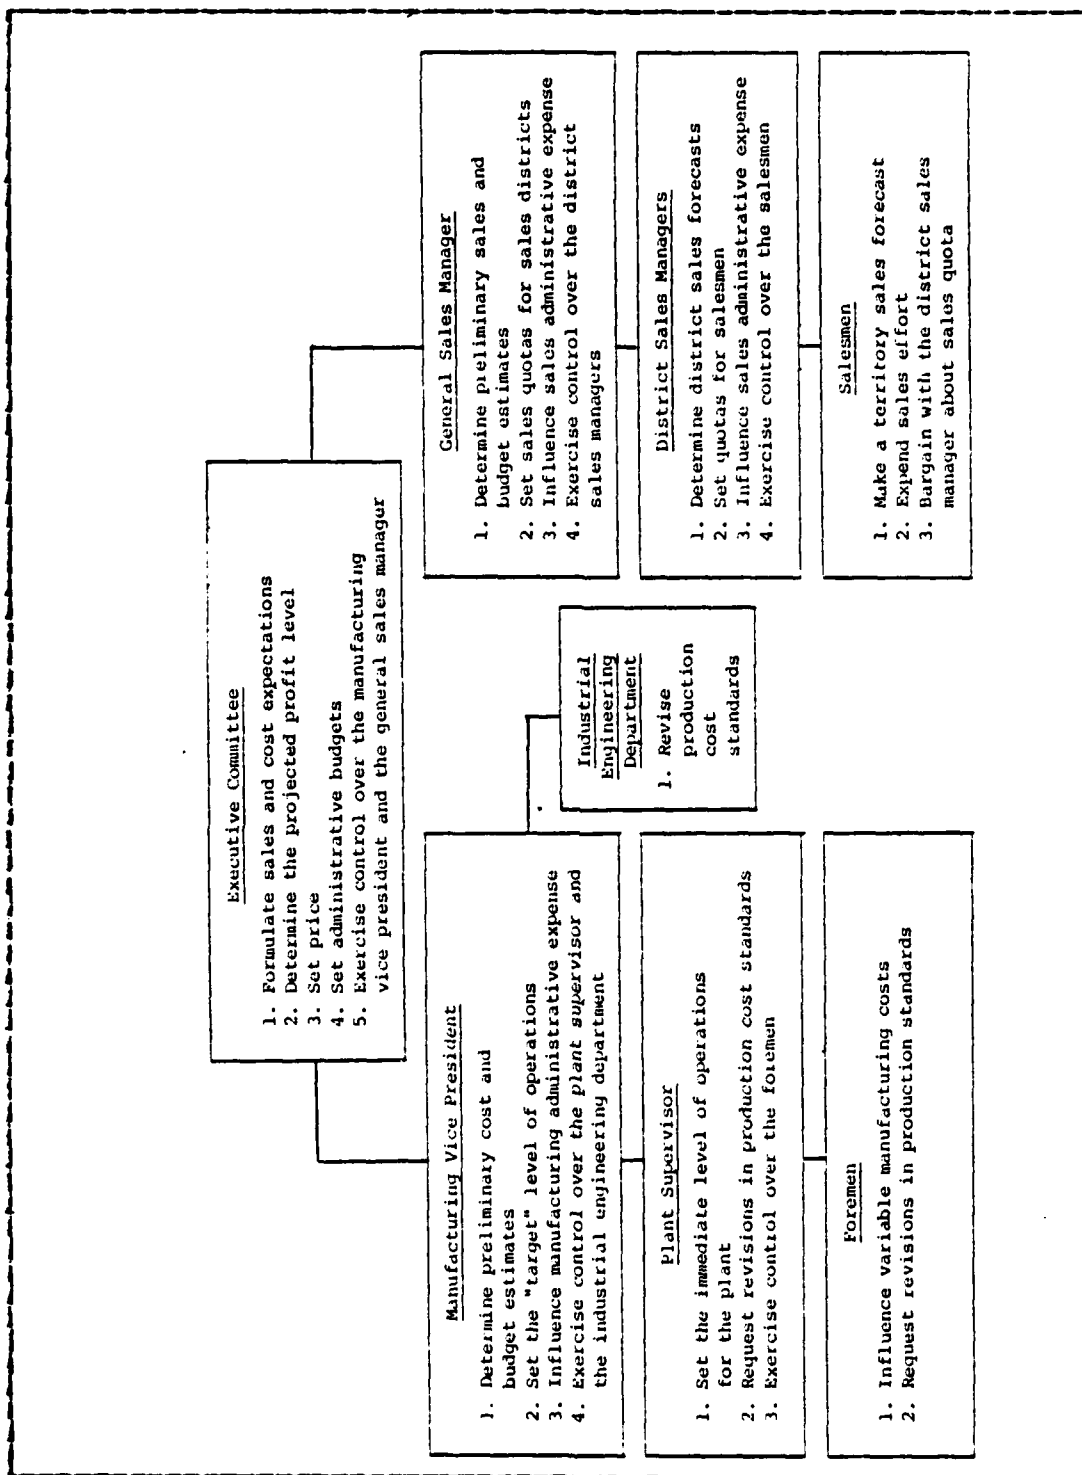 Executive Committee
1. Formulate sales and cost expectations
2. Determine the projected profit level
3. Set price
4. Set administrative budgets
5. Exercise control over the manufacturing
vice president and the general sales manager
Manufacturing Vice President
1. Determine preliminary cost and
budget estimates
2. Set the "target" level of operations
3. Influence manufacturing administrative expense
4. Exercise control over the plant supervisor and
the industrial engineering department
Industrial
Engineering
Department
1. Revise
production
cost
standards
General Sales Manager
1. Determine preliminary sales and
budget estimates
2. Set sales quotas for sales districts
3. Influence sales administrative expense
4. Exercise control over the district
sales managers
Plant Supervisor
1. Set the immediate level of operations
for the plant
2. Request revisions in production cost standards
3. Exercise control over the foremen
District Sales Managers
1. Determine district sales forecasts
2. Set quotas for salesmen
3. Influence sales administrative expense
4. Exercise control over the salesmen
Foremen
1. Influence variable manufacturing costs
2. Request revisions in production standards
Salesmen
1. Make a territory sales forecast
2. Expend sales effort
3. Bargain with the district sales
manager about sales quota